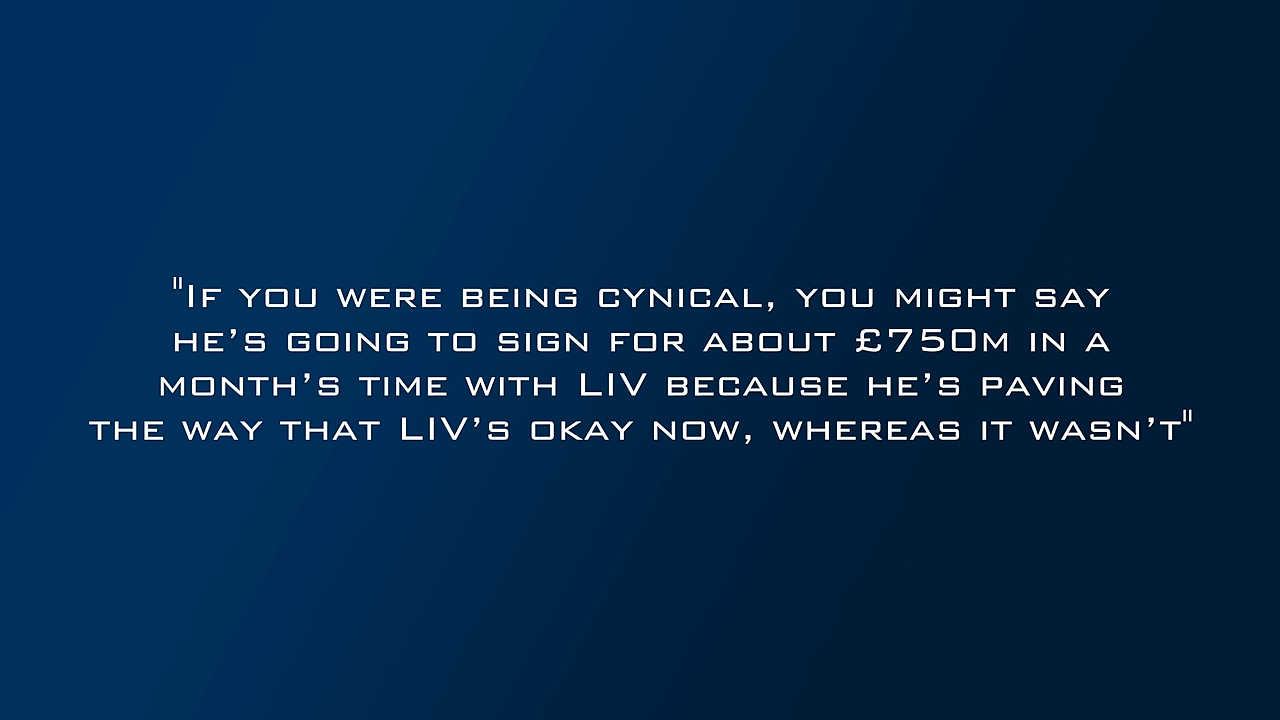 "If you were being cynical, you might say
he’s going to sign for about £750m in a
month’s time with LIV because he’s paving
the way that LIV’s okay now, whereas it wasn’t"